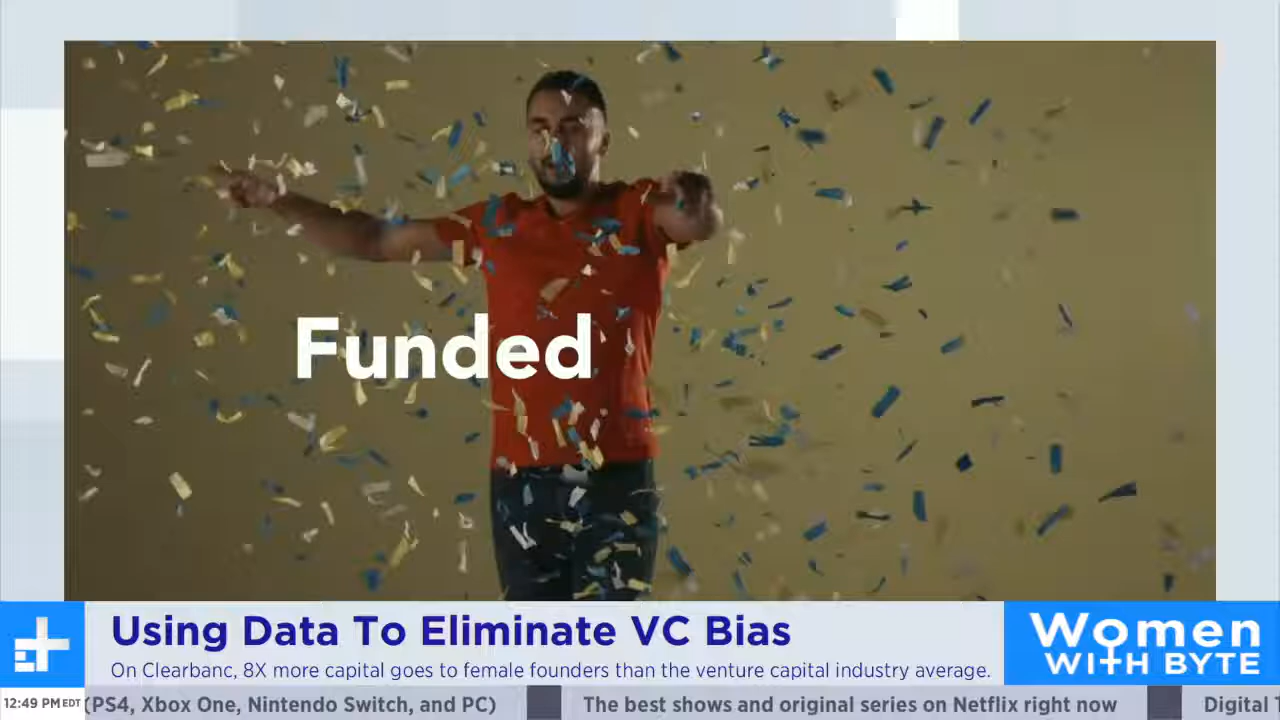 Funded
Using Data To Eliminate VC Bias
On Clearbanc, 8X more capital goes to female founders than the venture capital industry average.
Women
WITH BYTE
12:49 PM EDT
(PS4, Xbox One, Nintendo Switch, and PC)
The best shows and original series on Netflix right now
Digital